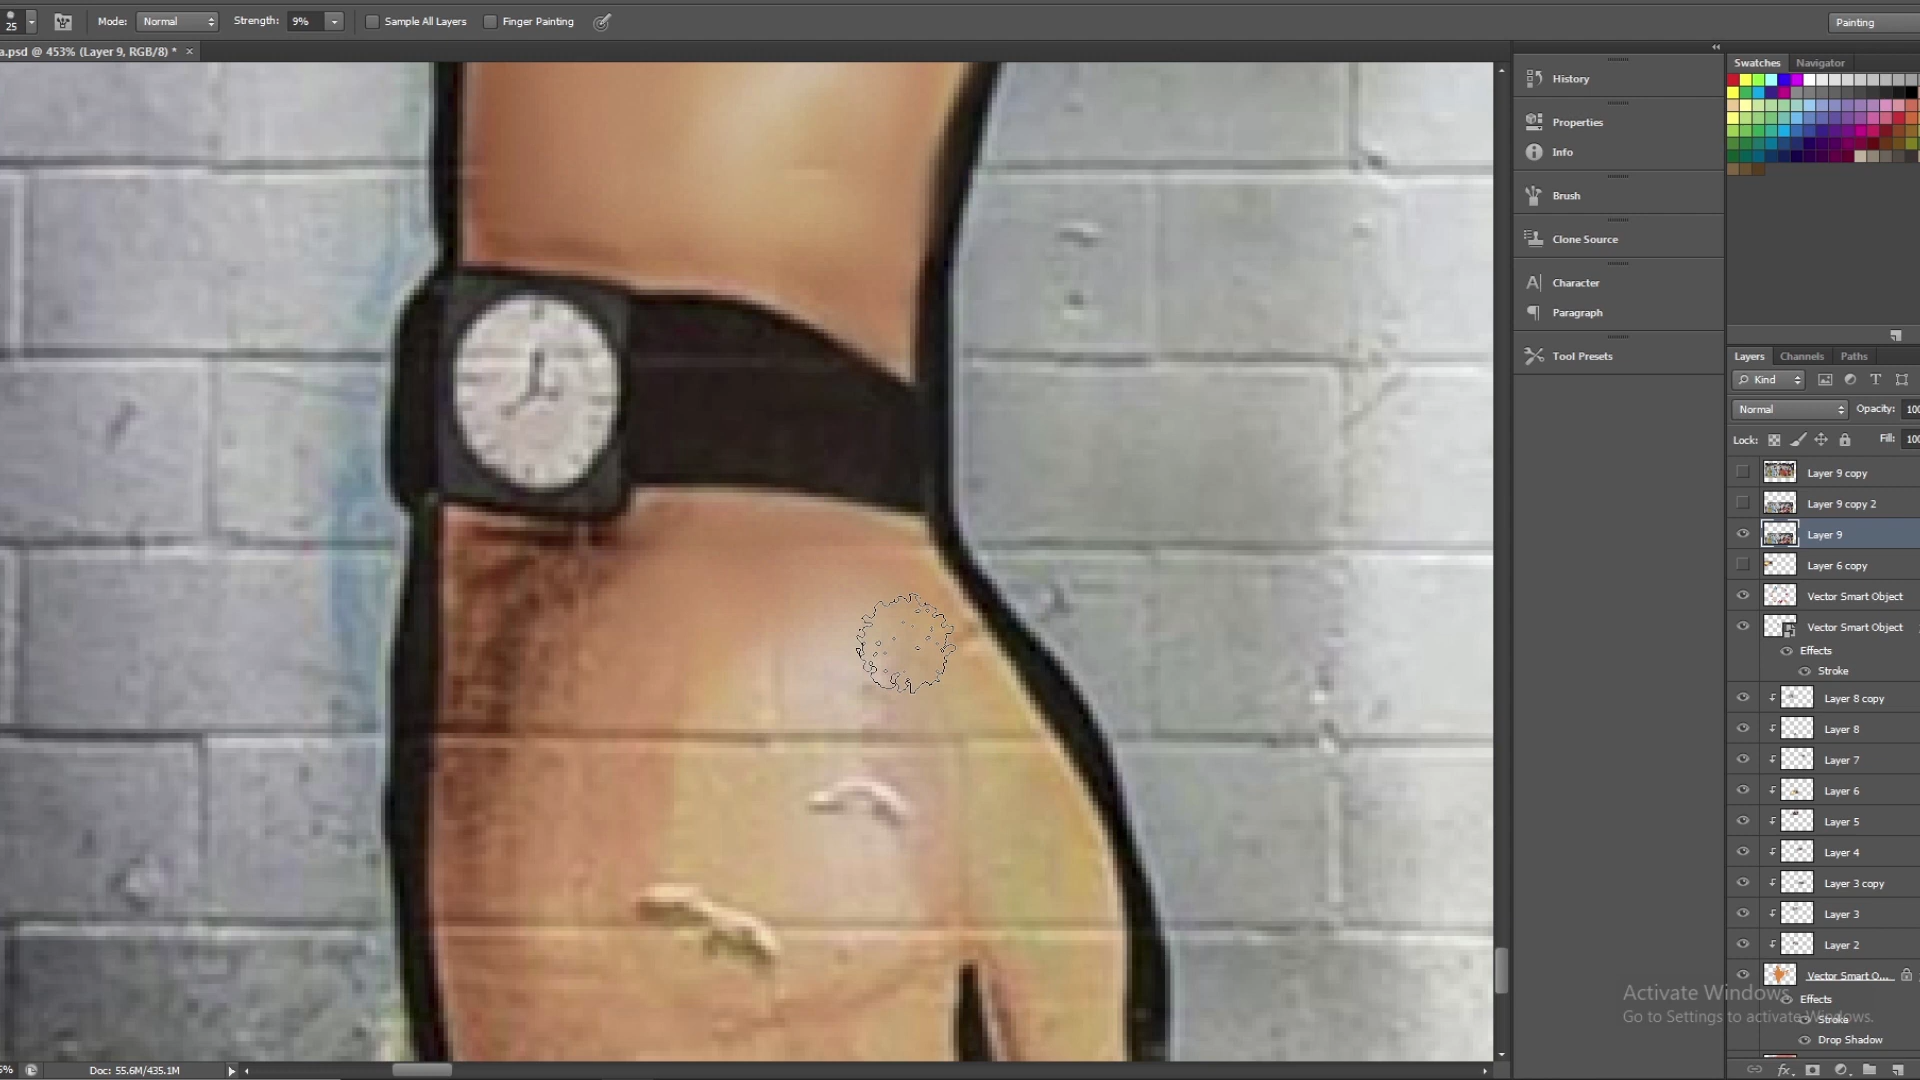 25 Mode: Normal Strength: 9% Sample All Layers Finger Painting Painting
a.psd @ 453% (Layer 9, RGB/8) * ×
History
Properties
Info
Brush
Clone Source
Character
Paragraph
Tool Presets
Swatches Navigator
Layers Channels Paths
Kind
Normal Opacity: 100
Lock: Fill: 100
Layer 9 copy
Layer 9 copy 2
Layer 9
Layer 6 copy
Vector Smart Object
Vector Smart Object
Effects
Stroke
Layer 8 copy
Layer 8
Layer 7
Layer 6
Layer 5
Layer 4
Layer 3 copy
Layer 3
Layer 2
Vector Smart O...
Effects
Stroke
Drop Shadow
Activate Windows
Go to Settings to activate Windows.
5% Doc: 55.6M/435.1M
fx